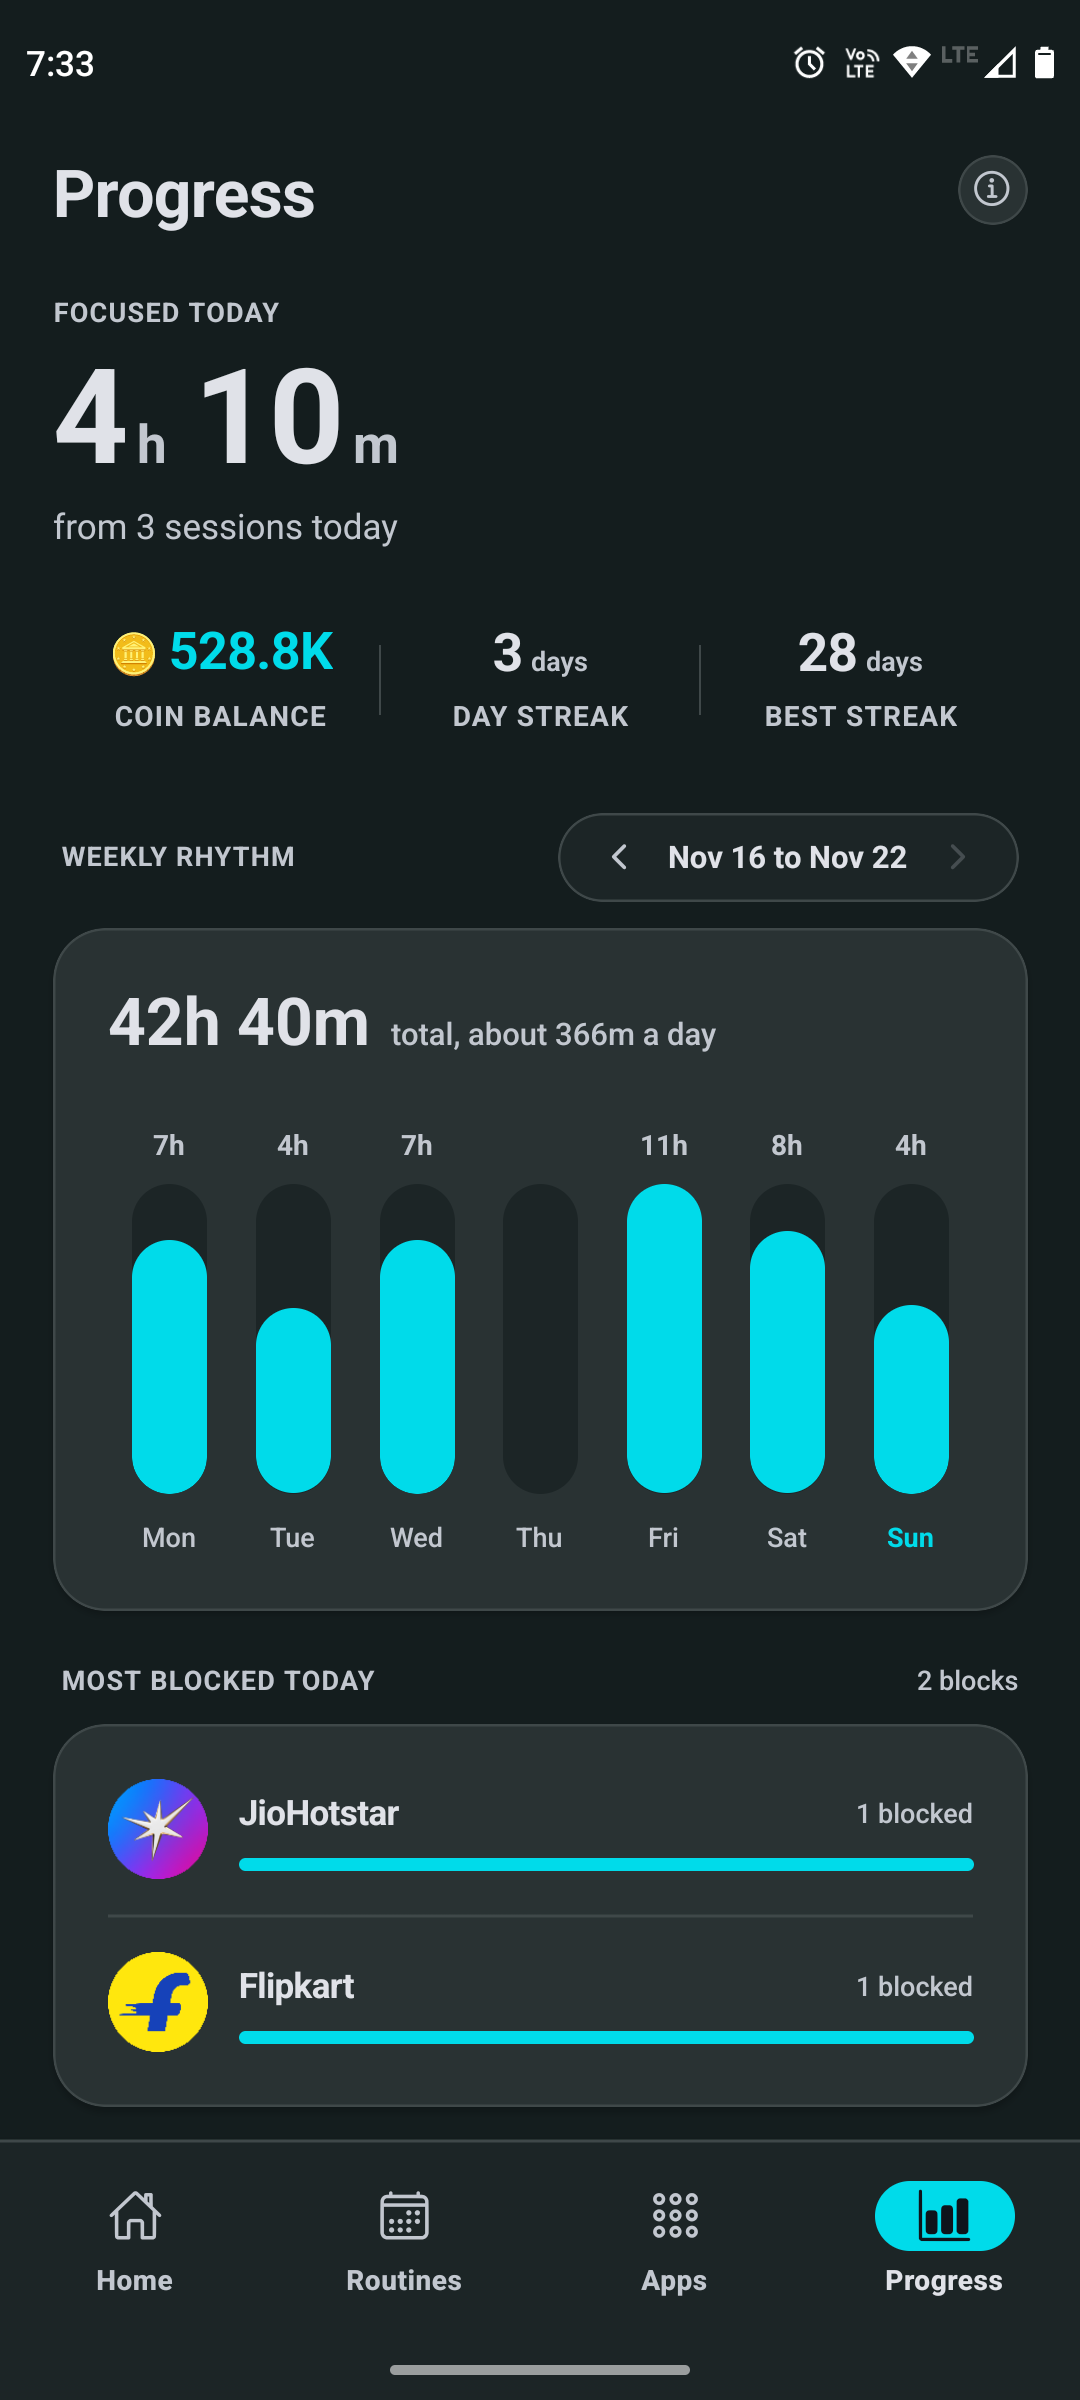 7:33
Vo LTE
LTE
Progress
FOCUSED TODAY
4h 10m
from 3 sessions today
528.8K
3 days
28 days
COIN BALANCE
DAY STREAK
BEST STREAK
WEEKLY RHYTHM
Nov 16 to Nov 22
42h 40m total, about 366m a day
7h 4h 7h 11h 8h 4h
Mon Tue Wed Thu Fri Sat Sun
MOST BLOCKED TODAY
2 blocks
JioHotstar
1 blocked
Flipkart
1 blocked
Home
Routines
Apps
Progress